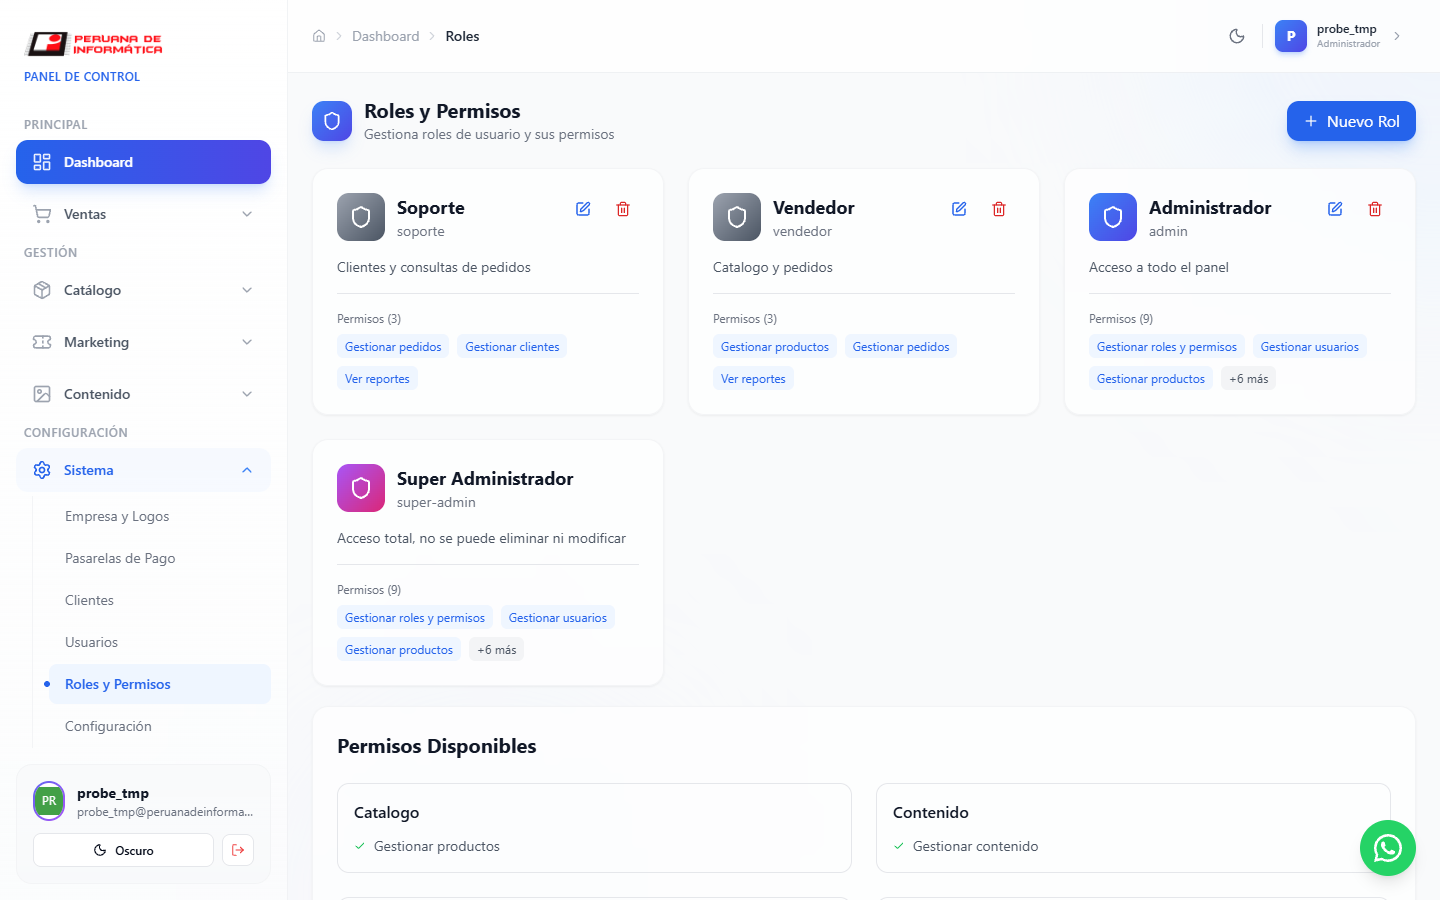 PERUANA DE
INFORMÁTICA
PANEL DE CONTROL
PRINCIPAL
Dashboard
Ventas
GESTIÓN
Catálogo
Marketing
Contenido
CONFIGURACIÓN
Sistema
Empresa y Logos
Pasarelas de Pago
Clientes
Usuarios
Roles y Permisos
Configuración
PR
probe_tmp
probe_tmp@peruanadeinforma...
Oscuro
Dashboard
Roles
P
probe_tmp
Administrador
Roles y Permisos
Gestiona roles de usuario y sus permisos
Nuevo Rol
Soporte
soporte
Clientes y consultas de pedidos
Permisos (3)
Gestionar pedidos
Gestionar clientes
Ver reportes
Vendedor
vendedor
Catalogo y pedidos
Permisos (3)
Gestionar productos
Gestionar pedidos
Ver reportes
Administrador
admin
Acceso a todo el panel
Permisos (9)
Gestionar roles y permisos
Gestionar usuarios
Gestionar productos
+6 más
Super Administrador
super-admin
Acceso total, no se puede eliminar ni modificar
Permisos (9)
Gestionar roles y permisos
Gestionar usuarios
Gestionar productos
+6 más
Permisos Disponibles
Catalogo
Gestionar productos
Contenido
Gestionar contenido